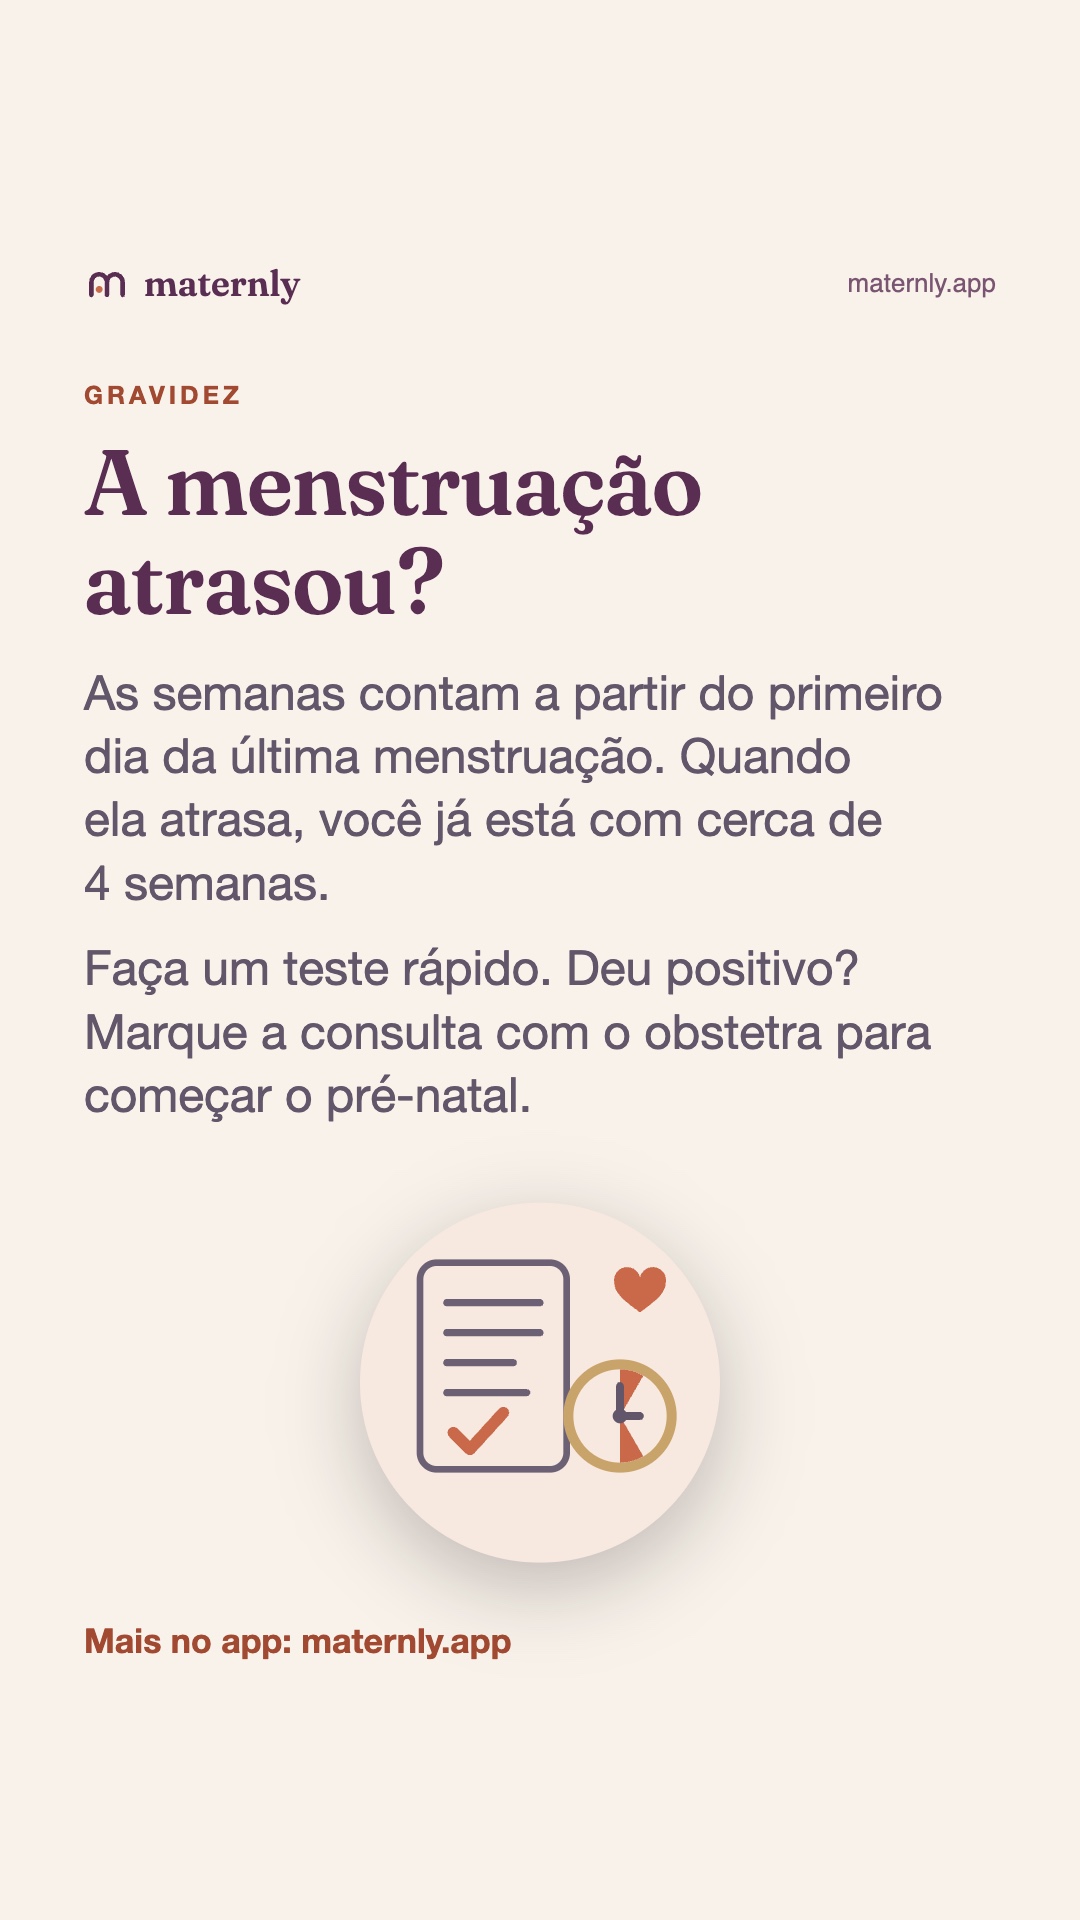 maternly
maternly.app
GRAVIDEZ
A menstruação
atrasou?
As semanas contam a partir do primeiro
dia da última menstruação. Quando
ela atrasa, você já está com cerca de
4 semanas.
Faça um teste rápido. Deu positivo?
Marque a consulta com o obstetra para
começar o pré-natal.
Mais no app: maternly.app